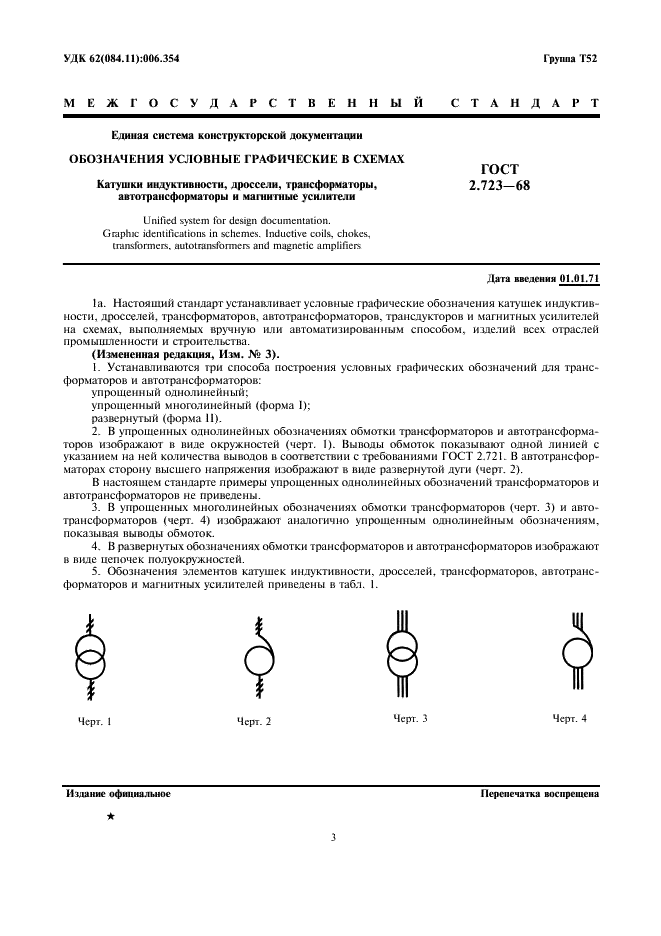 УДК 62(084.11):006.354 Группа Т52
МЕЖГОСУДАРСТВЕННЫЙ СТАНДАРТ
Единая система конструкторской документации
ОБОЗНАЧЕНИЯ УСЛОВНЫЕ ГРАФИЧЕСКИЕ В СХЕМАХ
Катушки индуктивности, дроссели, трансформаторы,
автотрансформаторы и магнитные усилители
Unified system for design documentation.
Graphic identifications in schemes. Inductive coils, chokes,
transformers, autotransformers and magnetic amplifiers
ГОСТ
2.723—68
Дата введения 01.01.71
1а. Настоящий стандарт устанавливает условные графические обозначения катушек индуктив-
ности, дросселей, трансформаторов, автотрансформаторов, трансдукторов и магнитных усилителей
на схемах, выполняемых вручную или автоматизированным способом, изделий всех отраслей
промышленности и строительства.
(Измененная редакция, Изм. № 3).
1. Устанавливаются три способа построения условных графических обозначений для транс-
форматоров и автотрансформаторов:
упрощенный однолинейный;
упрощенный многолинейный (форма I);
развернутый (форма II).
2. В упрощенных однолинейных обозначениях обмотки трансформаторов и автотрансформа-
торов изображают в виде окружностей (черт. 1). Выводы обмоток показывают одной линией с
указанием на ней количества выводов в соответствии с требованиями ГОСТ 2.721. В автотрансфор-
маторах сторону высшего напряжения изображают в виде развернутой дуги (черт. 2).
В настоящем стандарте примеры упрощенных однолинейных обозначений трансформаторов и
автотрансформаторов не приведены.
3. В упрощенных многолинейных обозначениях обмотки трансформаторов (черт. 3) и авто-
трансформаторов (черт. 4) изображают аналогично упрощенным однолинейным обозначениям,
показывая выводы обмоток.
4. В развернутых обозначениях обмотки трансформаторов и автотрансформаторов изображают
в виде цепочек полуокружностей.
5. Обозначения элементов катушек индуктивности, дросселей, трансформаторов, автотранс-
форматоров и магнитных усилителей приведены в табл. 1.
Черт. 1 Черт. 2 Черт. 3 Черт. 4
Издание официальное Перепечатка воспрещена
★
3